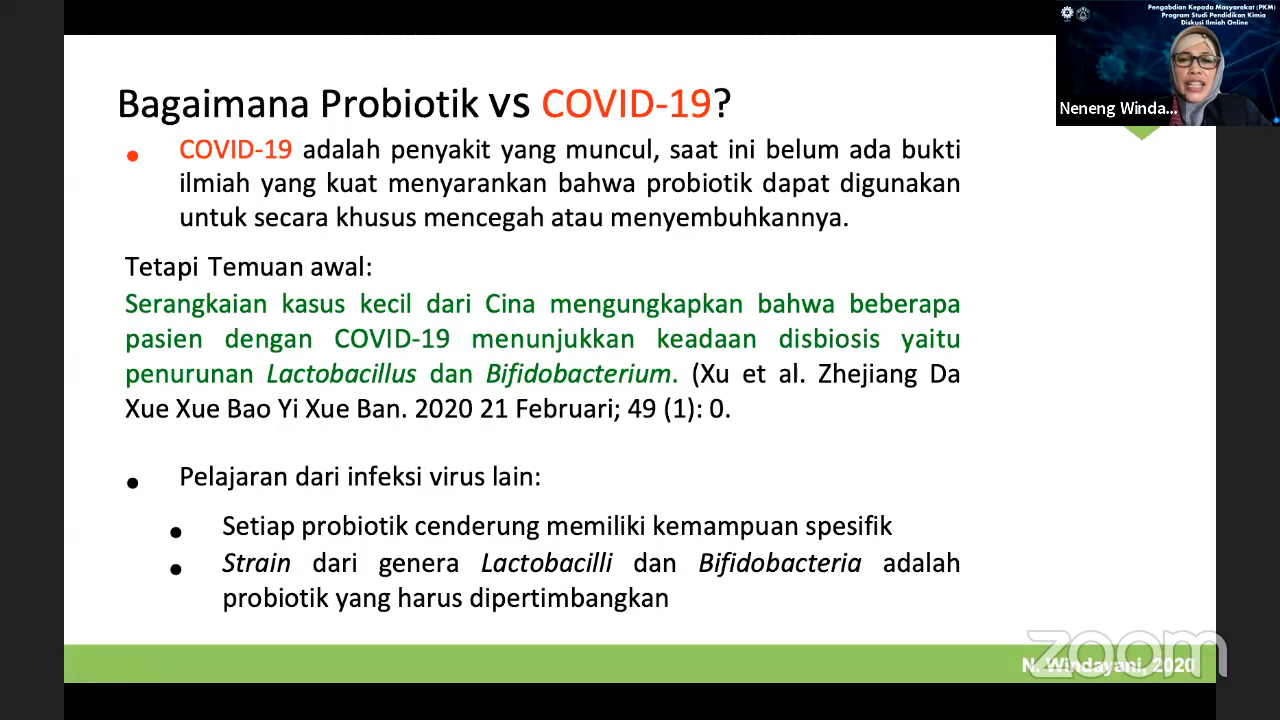 Pengabdian Kepada Masyarakat (PKM)
Program Studi Pendidikan Kimia
Diskusi Ilmiah Online
Neneng Winda...
Bagaimana Probiotik vs COVID-19?
• COVID-19 adalah penyakit yang muncul, saat ini belum ada bukti
ilmiah yang kuat menyarankan bahwa probiotik dapat digunakan
untuk secara khusus mencegah atau menyembuhkannya.
Tetapi Temuan awal:
Serangkaian kasus kecil dari Cina mengungkapkan bahwa beberapa
pasien dengan COVID-19 menunjukkan keadaan disbiosis yaitu
penurunan Lactobacillus dan Bifidobacterium. (Xu et al. Zhejiang Da
Xue Xue Bao Yi Xue Ban. 2020 21 Februari; 49 (1): 0.
• Pelajaran dari infeksi virus lain:
• Setiap probiotik cenderung memiliki kemampuan spesifik
• Strain dari genera Lactobacilli dan Bifidobacteria adalah
probiotik yang harus dipertimbangkan
zoom
N. Windayani, 2020